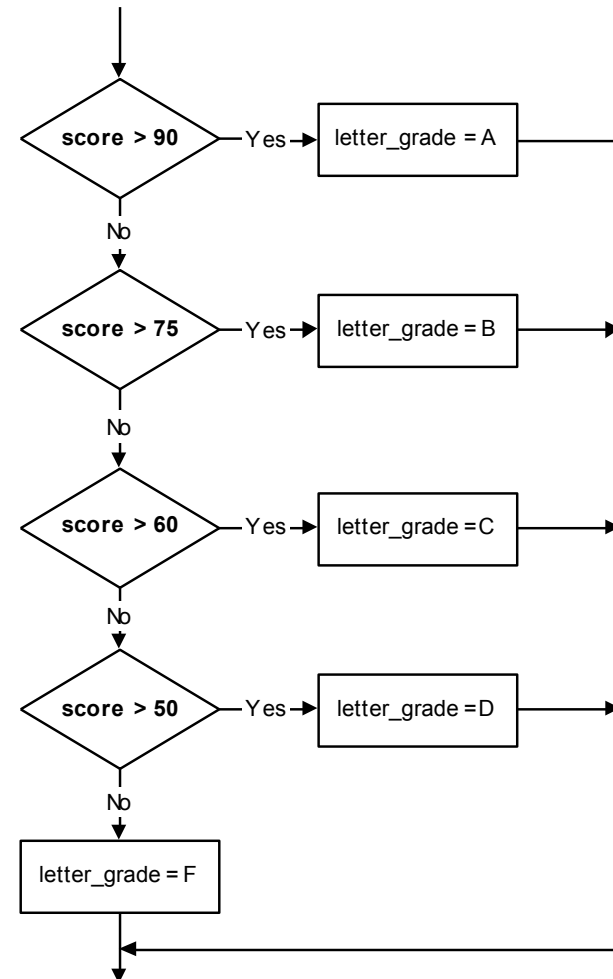 score > 90
Yes
letter_grade = A
No
score > 75
Yes
letter_grade = B
No
score > 60
Yes
letter_grade = C
No
score > 50
Yes
letter_grade = D
No
letter_grade = F